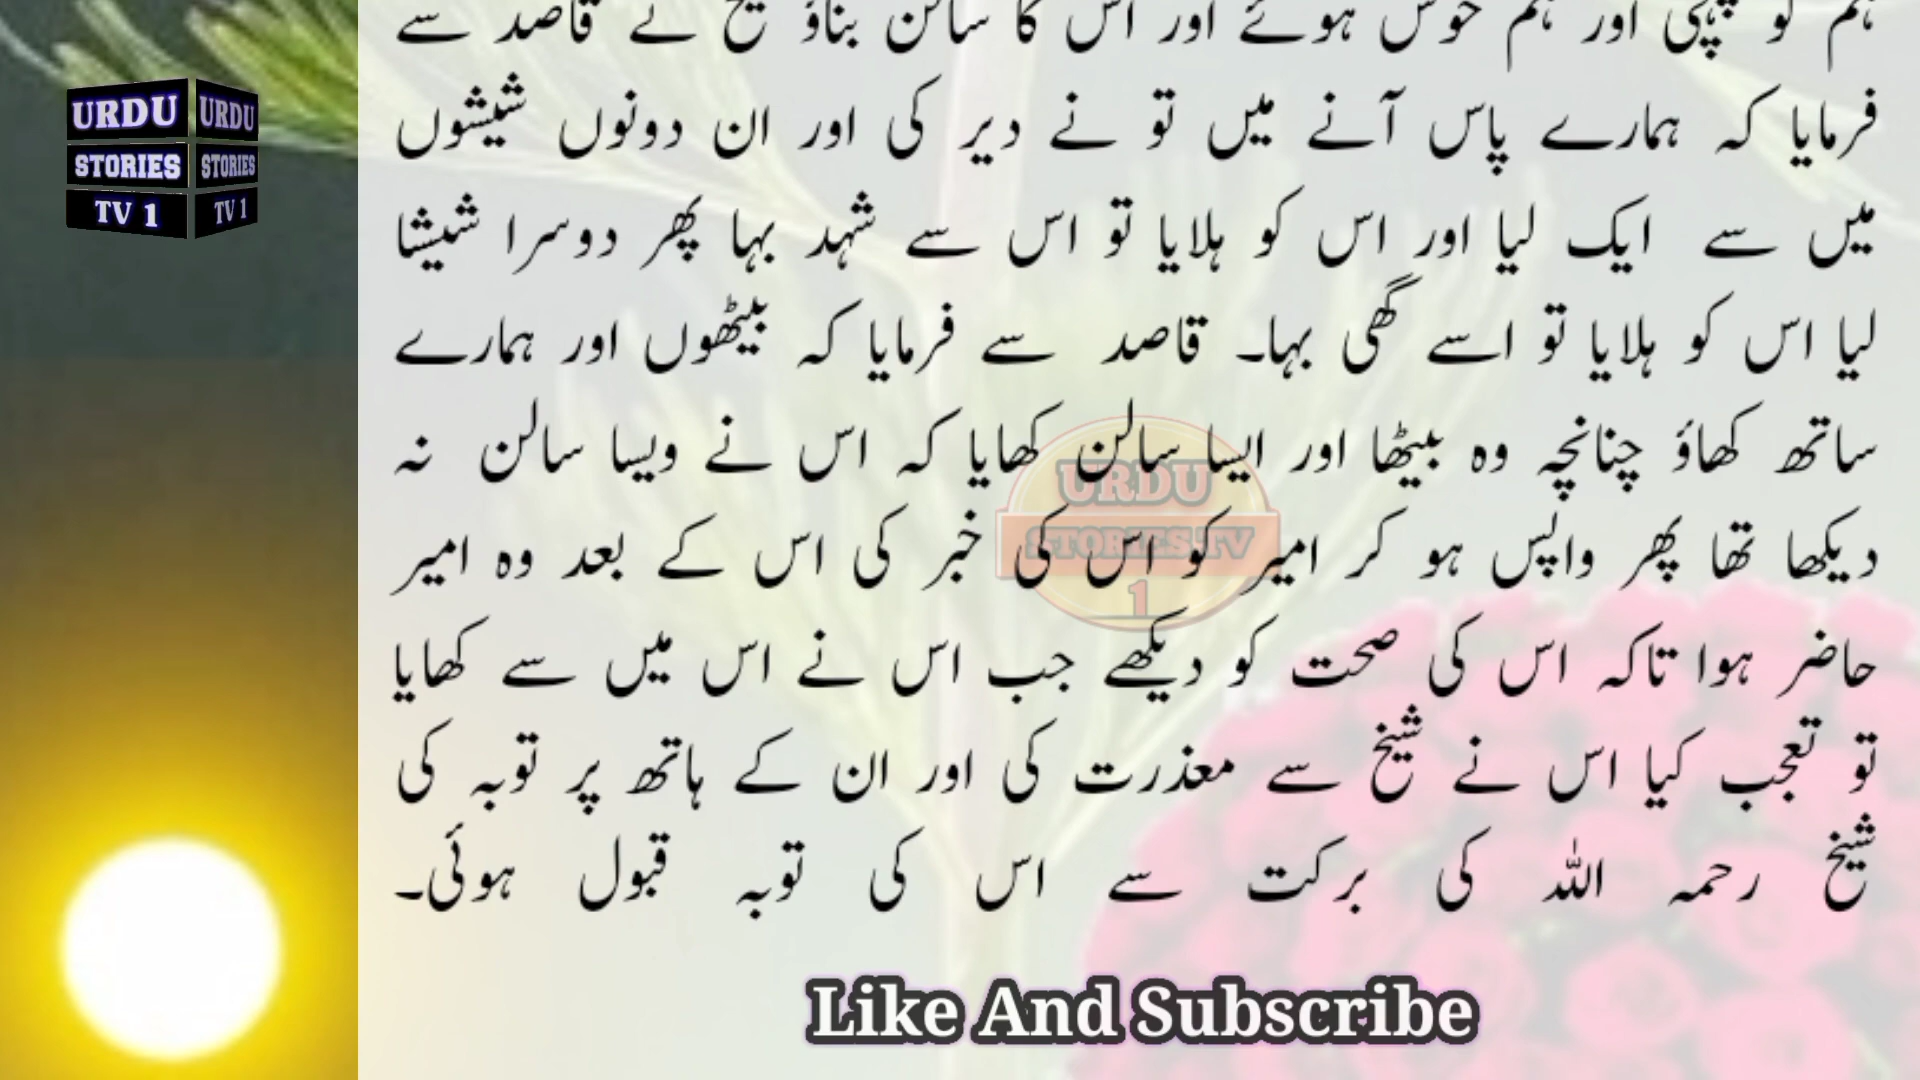 ہم کو پہنچی اور ہم خوش ہوئے اور اس کا سالن بناؤ شیخ نے قاصد سے
فرمایا کہ ہمارے پاس آنے میں تو نے دیر کی اور ان دونوں شیشوں
میں سے ایک لیا اور اس کو ہلایا تو اس سے شہد بہا پھر دوسرا شیشا
لیا اس کو ہلایا تو اسے گھی بہا۔ قاصد سے فرمایا کہ بیٹھوں اور ہمارے
ساتھ کھاؤ چنانچہ وہ بیٹھا اور ایسا سالن کھایا کہ اس نے ویسا سالن نہ
دیکھا تھا پھر واپس ہو کر امیر کو اس کی خبر کی اس کے بعد وہ امیر
حاضر ہوا تاکہ اس کی صحت کو دیکھے جب اس نے اس میں سے کھایا
تو تعجب کیا اس نے شیخ سے معذرت کی اور ان کے ہاتھ پر توبہ کی
شیخ رحمہ اللہ کی برکت سے اس کی توبہ قبول ہوئی۔
URDU URDU
STORIES STORIES
TV 1 TV 1
URDU
STORIES.TV
1
Like And Subscribe